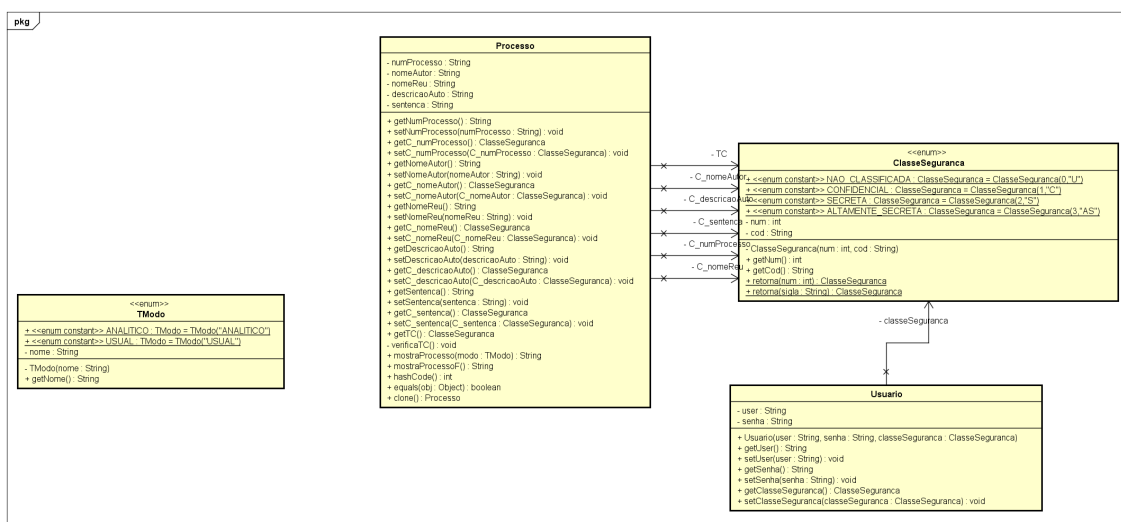 pkg
Processo
- numProcesso : String
- nomeAutor : String
- nomeReu : String
- descricaoAuto : String
- sentenca : String
+ getNumProcesso() : String
+ setNumProcesso(numProcesso : String) : void
+ getC_numProcesso() : ClasseSeguranca
+ setC_numProcesso(C_numProcesso : ClasseSeguranca) : void
+ getNomeAutor() : String
+ setNomeAutor(nomeAutor : String) : void
+ getC_nomeAutor() : ClasseSeguranca
+ setC_nomeAutor(C_nomeAutor : ClasseSeguranca) : void
+ getNomeReu() : String
+ setNomeReu(nomeReu : String) : void
+ getC_nomeReu() : ClasseSeguranca
+ setC_nomeReu(C_nomeReu : ClasseSeguranca) : void
+ getDescricaoAuto() : String
+ setDescricaoAuto(descricaoAuto : String) : void
+ getC_descricaoAuto() : ClasseSeguranca
+ setC_descricaoAuto(C_descricaoAuto : ClasseSeguranca) : void
+ getSentenca() : String
+ setSentenca(sentenca : String) : void
+ getC_sentenca() : ClasseSeguranca
+ setC_sentenca(C_sentenca : ClasseSeguranca) : void
+ getTC() : ClasseSeguranca
- verificaTC() : void
+ mostraProcesso(modo : TModo) : String
+ mostraProcessoF() : String
+ hashCode() : int
+ equals(obj : Object) : boolean
+ clone() : Processo
- TC
- C_nomeAutor
- C_descricaoAuto
- C_sentenca
- C_numProcesso
- C_nomeReu
<<enum>>
ClasseSeguranca
+ <<enum constant>> NAO_CLASSIFICADA : ClasseSeguranca = ClasseSeguranca(0,"U")
+ <<enum constant>> CONFIDENCIAL : ClasseSeguranca = ClasseSeguranca(1,"C")
<<enum constant>> SECRETA : ClasseSeguranca = ClasseSeguranca(2,"S")
+ <<enum constant>> ALTAMENTE_SECRETA : ClasseSeguranca = ClasseSeguranca(3,"AS")
- num : int
- cod : String
- ClasseSeguranca(num : int, cod : String)
+ getNum() : int
+ getCod() : String
+ retorna(num : int) : ClasseSeguranca
+ retorna(sigla : String) : ClasseSeguranca
<<enum>>
TModo
+ <<enum constant>> ANALITICO : TModo = TModo("ANALITICO")
+ <<enum constant>> USUAL : TModo = TModo("USUAL")
- nome : String
- TModo(nome : String)
+ getNome() : String
- classeSeguranca
Usuario
- user : String
- senha : String
+ Usuario(user : String, senha : String, classeSeguranca : ClasseSeguranca)
+ getUser() : String
+ setUser(user : String) : void
+ getSenha() : String
+ setSenha(senha : String) : void
+ getClasseSeguranca() : ClasseSeguranca
+ setClasseSeguranca(classeSeguranca : ClasseSeguranca) : void